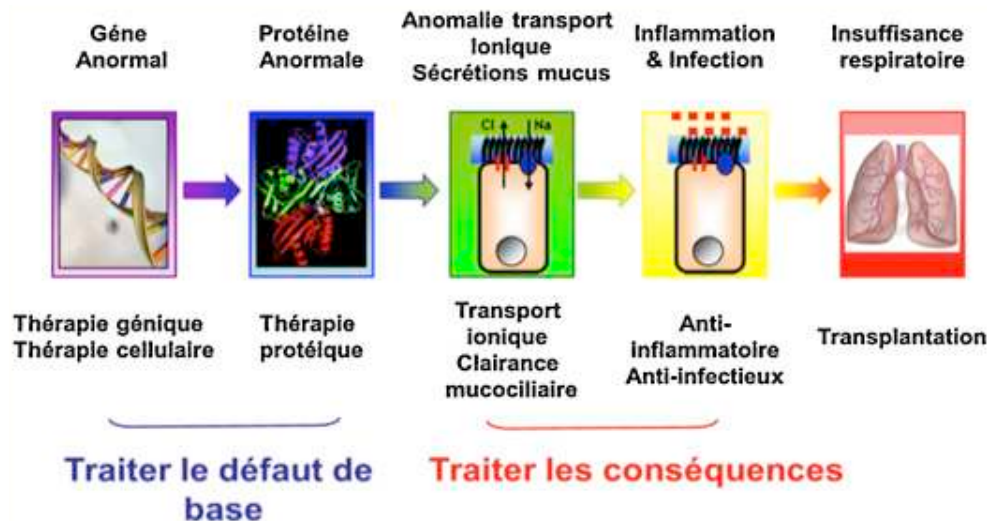 Géne
Anormal
Protéine
Anormale
Anomalie transport
Ionique
Sécrétions mucus
Inflammation
& Infection
Insuffisance
respiratoire
Cl
Na
Thérapie génique
Thérapie cellulaire
Thérapie
protéique
Transport
ionique
Clairance
mucociliaire
Anti-
inflammatoire
Anti-infectieux
Transplantation
Traiter le défaut de
base
Traiter les conséquences